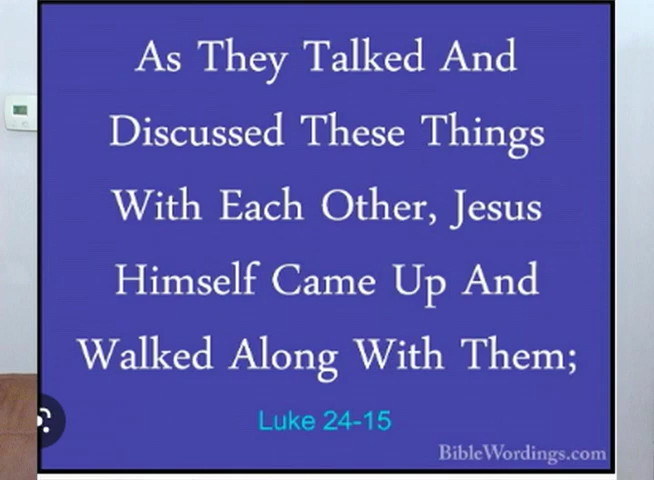 As They Talked And
Discussed These Things
With Each Other, Jesus
Himself Came Up And
Walked Along With Them;
Luke 24-15
BibleWordings.com